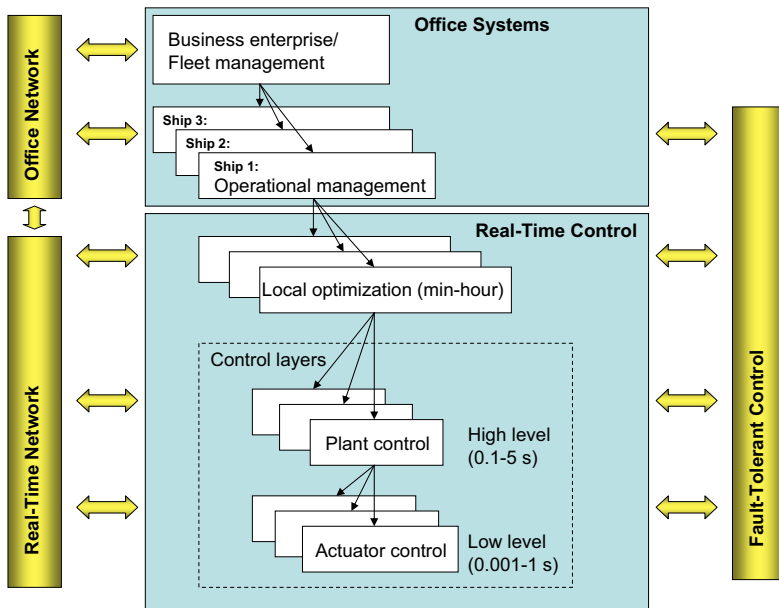 Office Systems
Business enterprise/
Fleet management
Ship 3:
Ship 2:
Ship 1:
Operational management
Office Network
Real-Time Control
Local optimization (min-hour)
Control layers
Plant control
High level
(0.1-5 s)
Actuator control
Low level
(0.001-1 s)
Real-Time Network
Fault-Tolerant Control